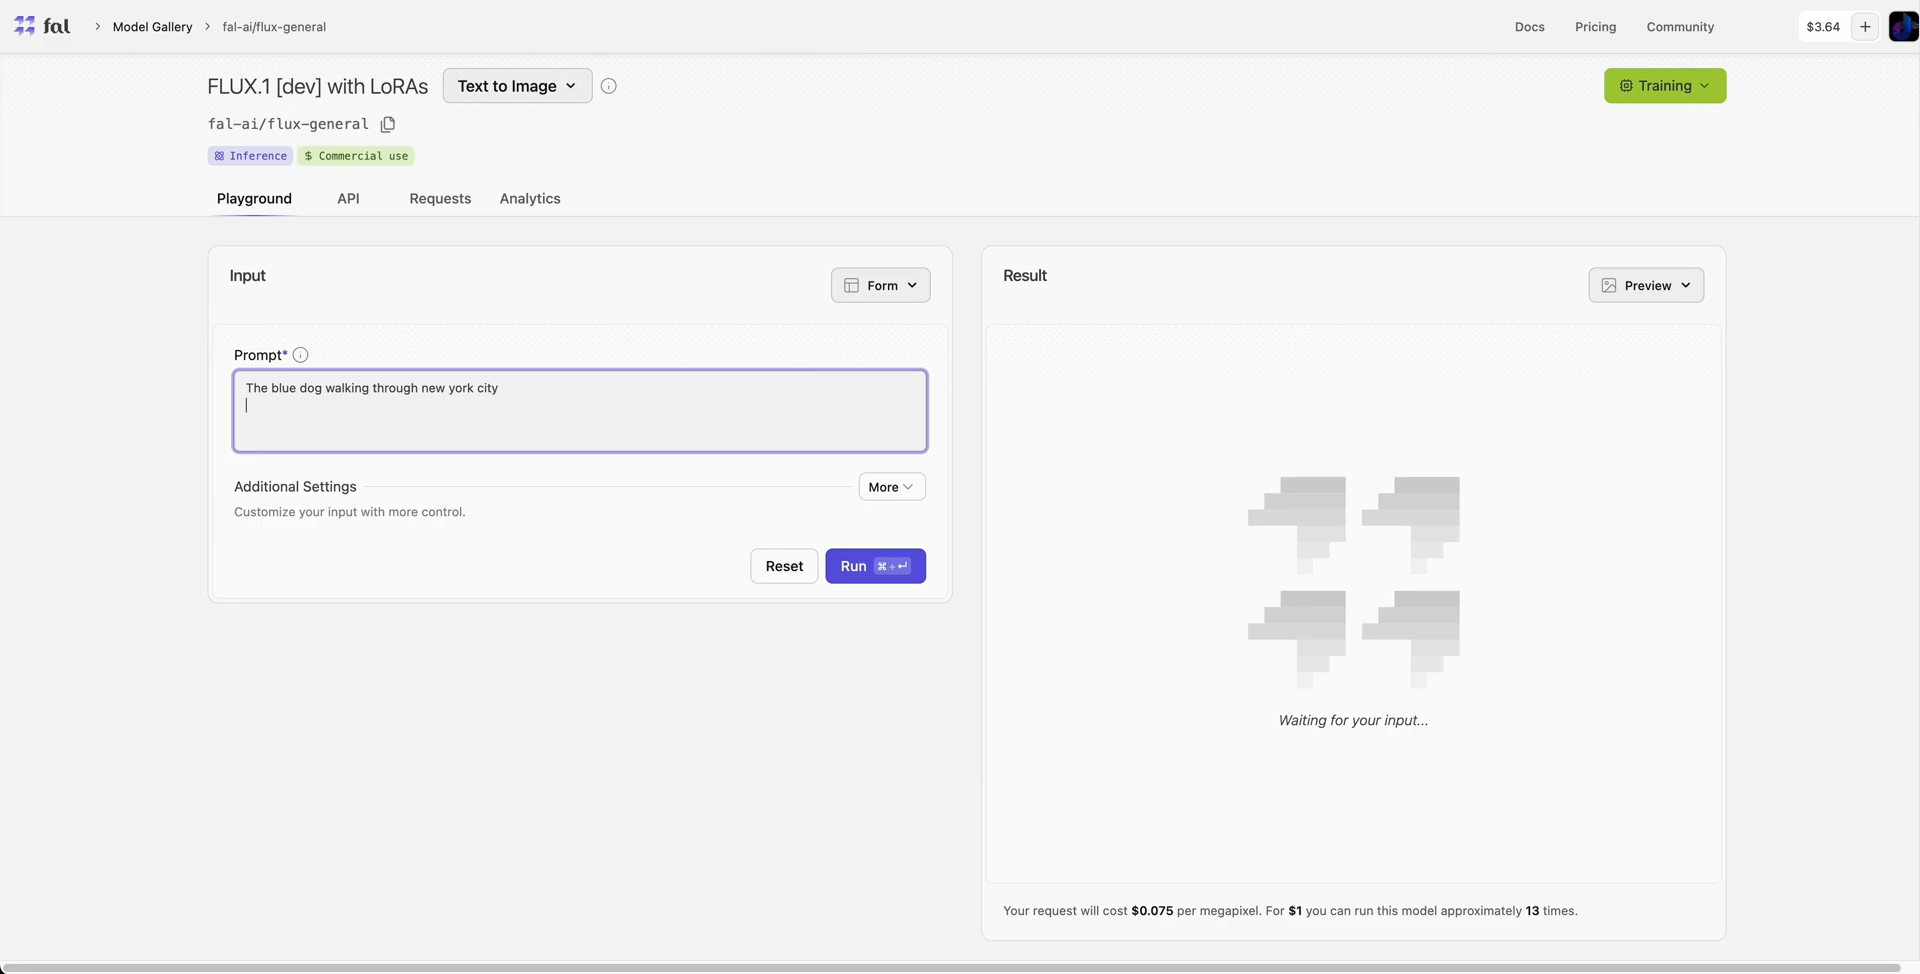 fal > Model Gallery > fal-ai/flux-general Docs Pricing Community $3.64 +
FLUX.1 [dev] with LoRAs Text to Image
fal-ai/flux-general
Inference $ Commercial use
Training
Playground API Requests Analytics
Input
Form
Prompt*
The blue dog walking through new york city
Additional Settings
More
Customize your input with more control.
Reset
Run ⌘+↵
Result
Preview
Waiting for your input...
Your request will cost $0.075 per megapixel. For $1 you can run this model approximately 13 times.